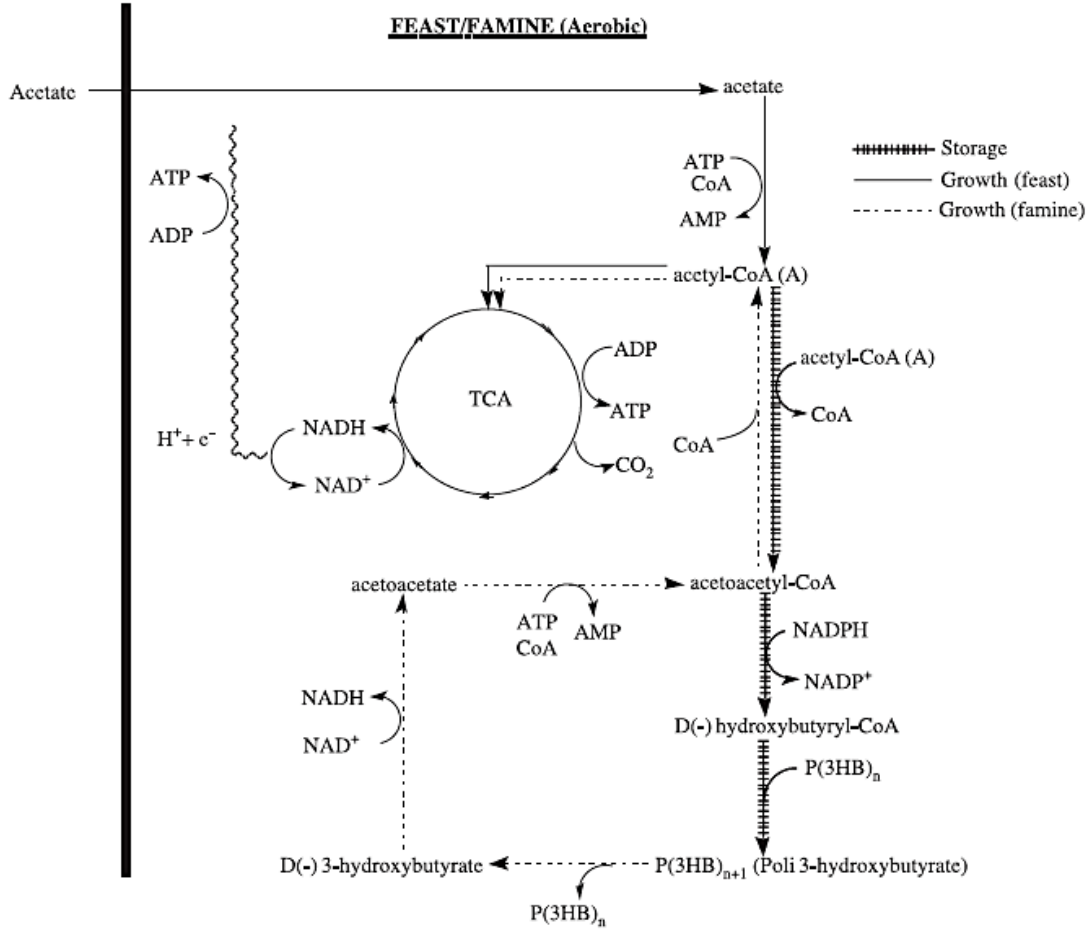 FEAST/FAMINE (Aerobic)
Acetate
acetate
ATP
CoA
AMP
Storage
Growth (feast)
Growth (famine)
ATP
ADP
acetyl-CoA (A)
ADP
ATP
TCA
acetyl-CoA (A)
CoA
CoA
H⁺ + e⁻
NADH
NAD⁺
CO₂
acetoacetate
acetoacetyl-CoA
ATP
CoA
AMP
NADPH
NADP⁺
NADH
NAD⁺
D(-) hydroxybutyryl-CoA
P(3HB)ₙ
D(-) 3-hydroxybutyrate
P(3HB)ₙ₊₁ (Poli 3-hydroxybutyrate)
P(3HB)ₙ